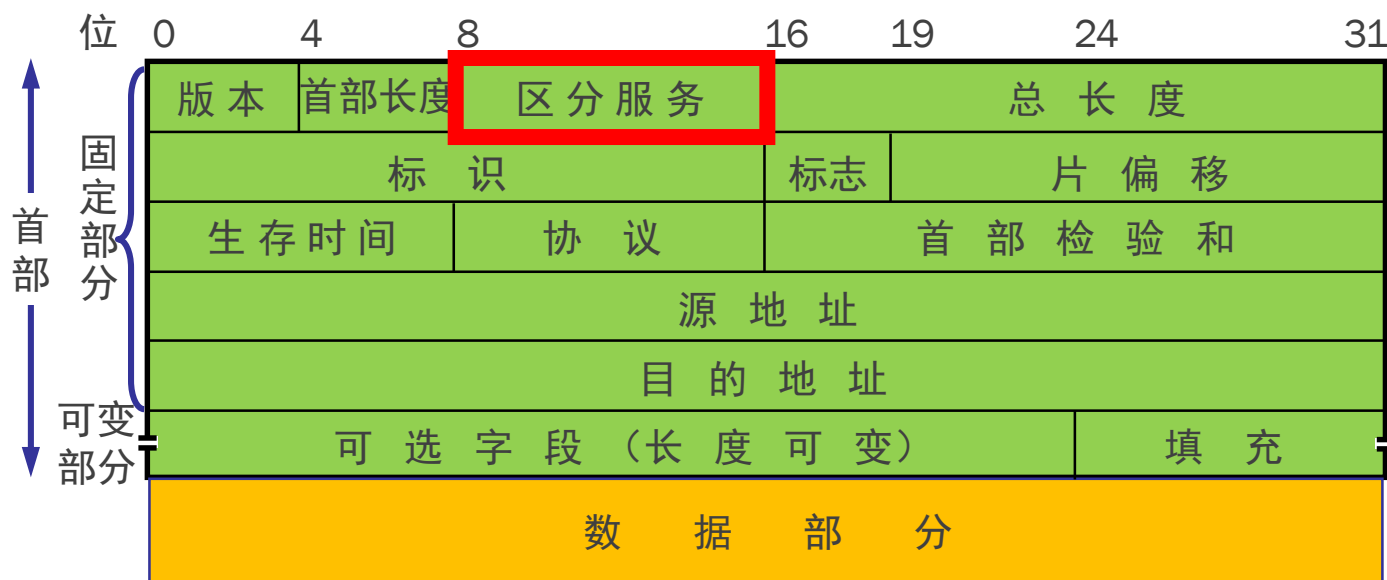 位 0 4 8 16 19 24 31
版本 首部长度 区分服务 总长度
标识 标志 片偏移
生存时间 协议 首部检验和
源地址
目的地址
可选字段（长度可变） 填充
数据部分
首部
固定部分
可变
部分